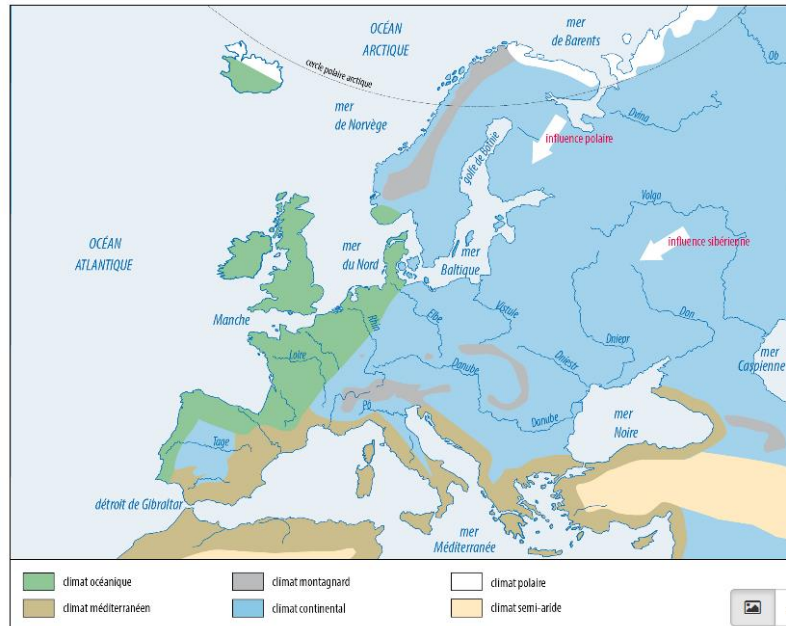 OCÉAN
ARCTIQUE
mer
de Barents
cercle polaire arctique
Ob
mer
de Norvège
golfe de Botnie
Dvina
influence polaire
Volga
OCÉAN
ATLANTIQUE
mer
du Nord
mer
Baltique
influence sibérienne
Manche
Rhin
Elbe
Vistule
Don
Loire
Dniepr
Dniestr
Danube
mer
Caspienne
Pô
Danube
mer
Noire
Tage
détroit de Gibraltar
mer
Méditerranée
climat océanique
climat montagnard
climat polaire
climat méditerranéen
climat continental
climat semi-aride